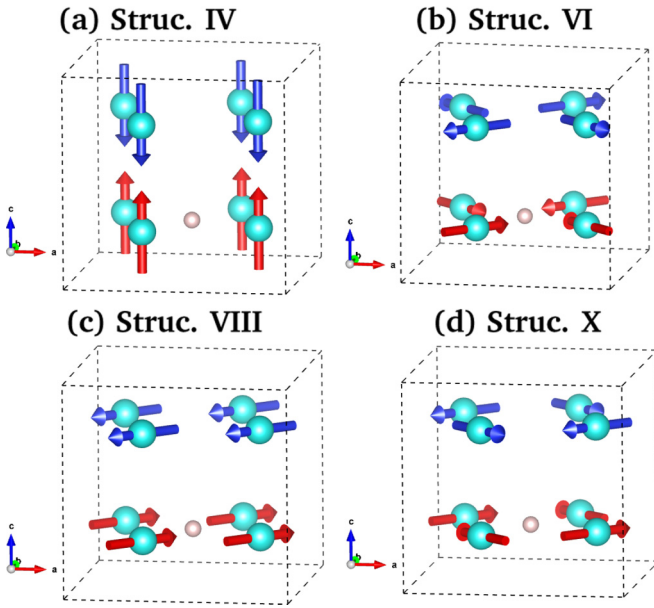 (a) Struc. IV
(b) Struc. VI
c
b
a
c
b
a
(c) Struc. VIII
(d) Struc. X
c
b
a
c
b
a